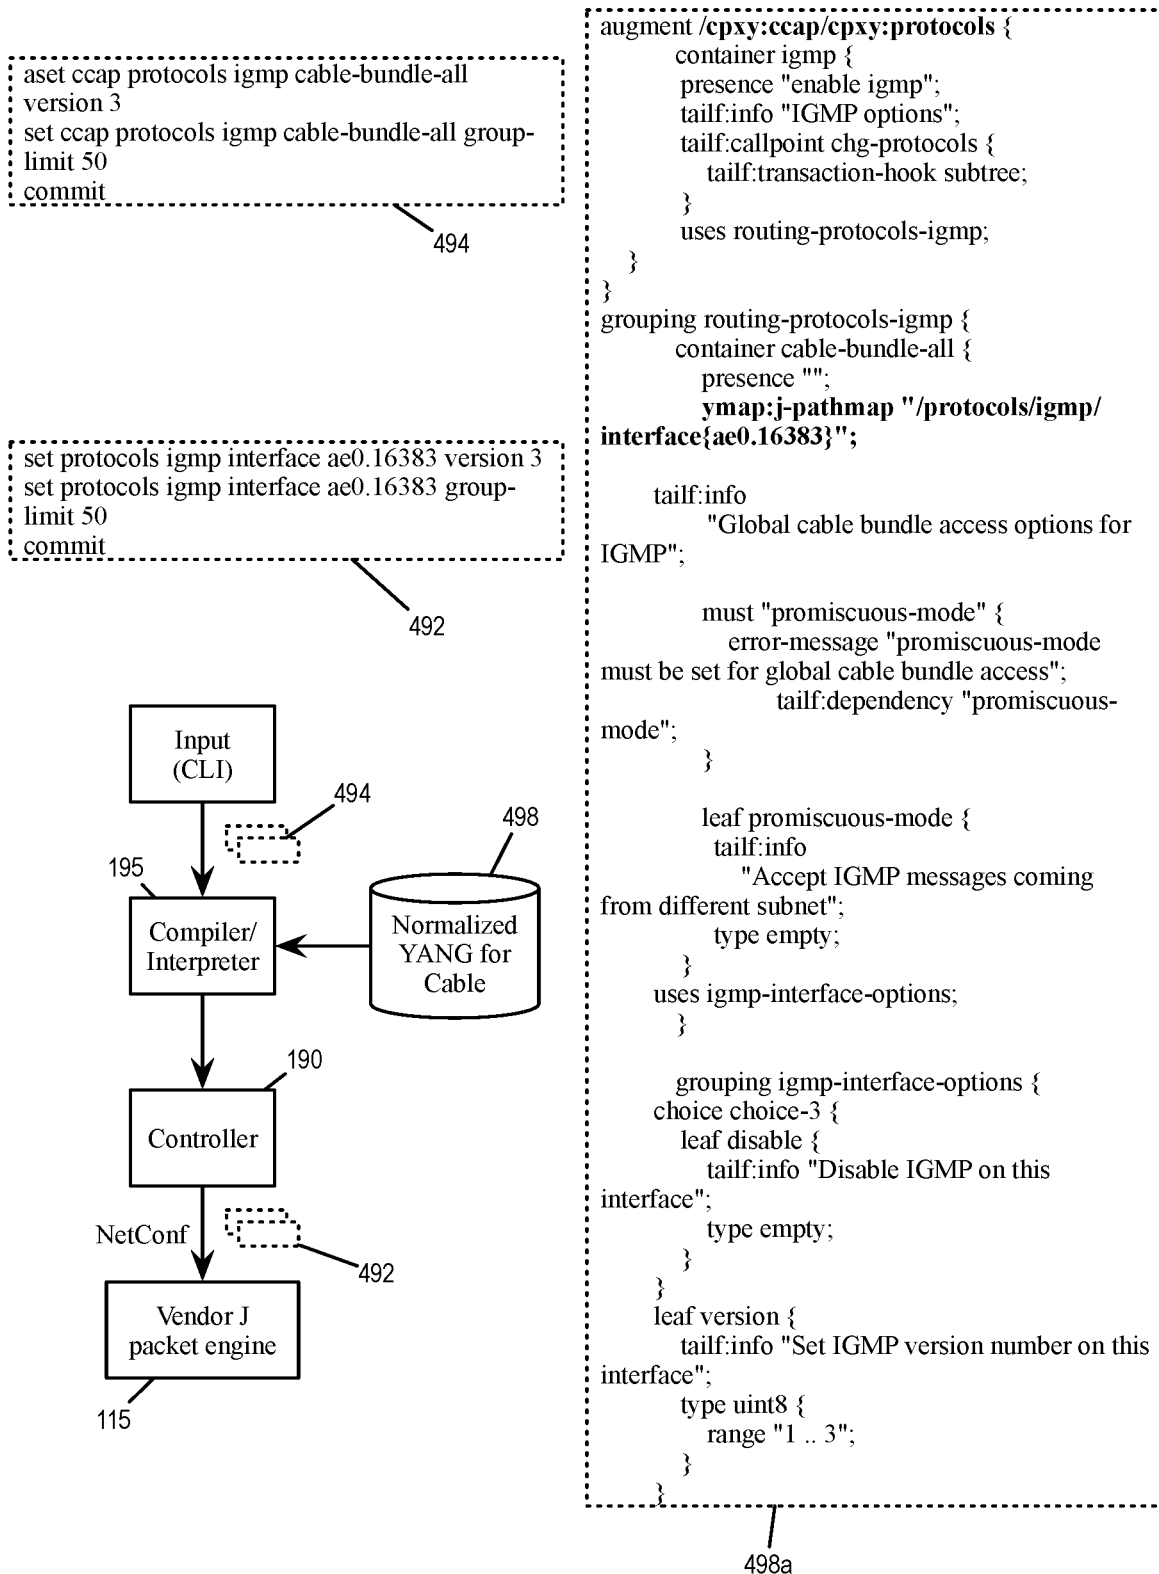 aset ccap protocols igmp cable-bundle-all
version 3
set ccap protocols igmp cable-bundle-all group-
limit 50
commit
494
set protocols igmp interface ae0.16383 version 3
set protocols igmp interface ae0.16383 group-
limit 50
commit
492
Input
(CLI)
494
498
195
Compiler/
Interpreter
Normalized
YANG for
Cable
190
Controller
NetConf
492
Vendor J
packet engine
115
augment /cpxy:ccap/cpxy:protocols {
container igmp {
presence "enable igmp";
tailf:info "IGMP options";
tailf:callpoint chg-protocols {
tailf:transaction-hook subtree;
}
uses routing-protocols-igmp;
}
}
grouping routing-protocols-igmp {
container cable-bundle-all {
presence "";
ymap:j-pathmap "/protocols/igmp/
interface{ae0.16383}";
tailf:info
"Global cable bundle access options for
IGMP";
must "promiscuous-mode" {
error-message "promiscuous-mode
must be set for global cable bundle access";
tailf:dependency "promiscuous-
mode";
}
leaf promiscuous-mode {
tailf:info
"Accept IGMP messages coming
from different subnet";
type empty;
}
uses igmp-interface-options;
}
grouping igmp-interface-options {
choice choice-3 {
leaf disable {
tailf:info "Disable IGMP on this
interface";
type empty;
}
}
leaf version {
tailf:info "Set IGMP version number on this
interface";
type uint8 {
range "1 .. 3";
}
}
498a